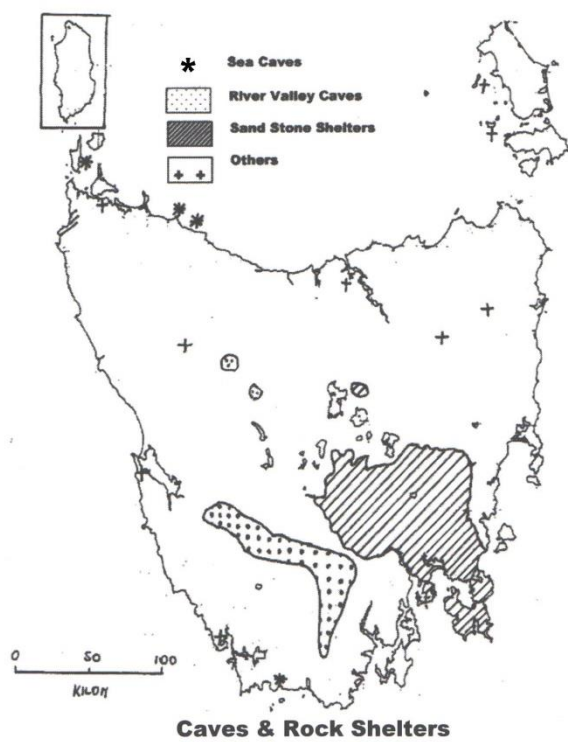 * Sea Caves
River Valley Caves
Sand Stone Shelters
Others
0 50 100
KILOM
Caves & Rock Shelters